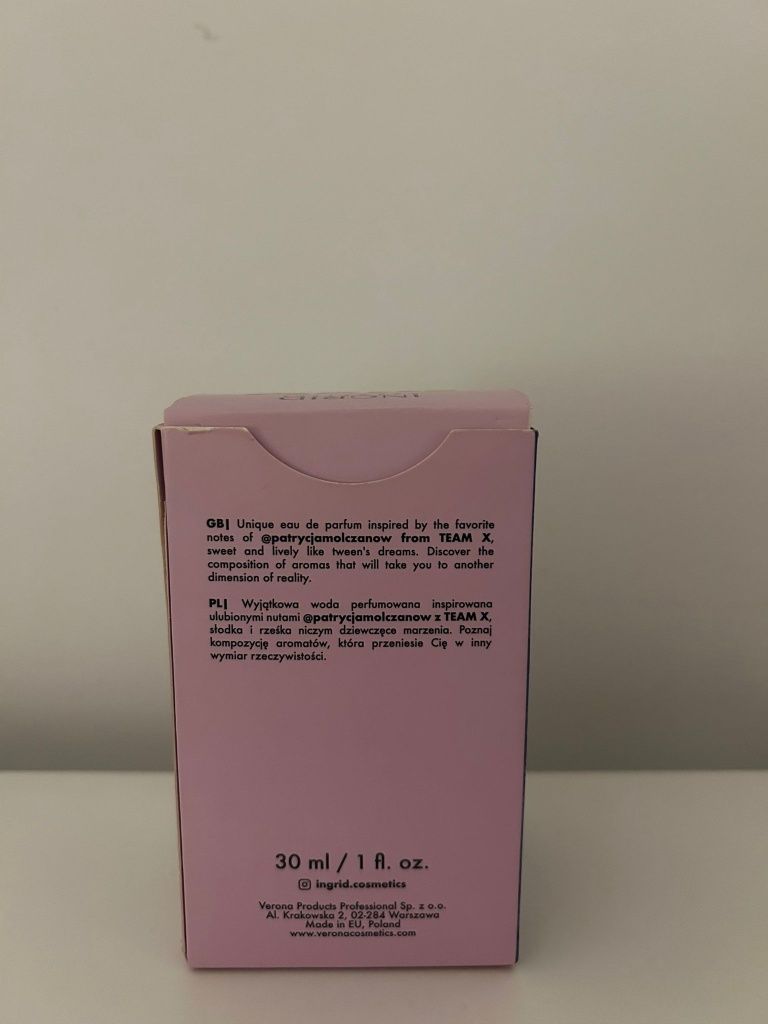 INGRID
GB| Unique eau de parfum inspired by the favorite
notes of @patrycjamolczanow from TEAM X,
sweet and lively like tween's dreams. Discover the
composition of aromas that will take you to another
dimension of reality.
PL| Wyjątkowa woda perfumowana inspirowana
ulubionymi nutami @patrycjamolczanow z TEAM X,
słodka i rześka niczym dziewczęce marzenia. Poznaj
kompozycję aromatów, która przeniesie Cię w inny
wymiar rzeczywistości.
30 ml / 1 fl. oz.
ingrid.cosmetics
Verona Products Professional Sp. z o.o.
Al. Krakowska 2, 02-284 Warszawa
Made in EU, Poland
www.veronacosmetics.com